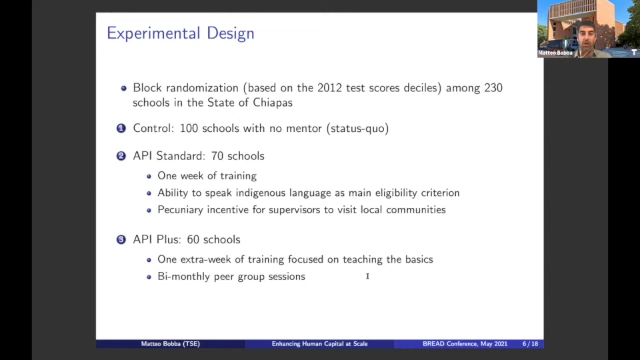 Experimental Design
Matteo Bobba
Block randomization (based on the 2012 test scores deciles) among 230
schools in the State of Chiapas
1 Control: 100 schools with no mentor (status-quo)
2 API Standard: 70 schools
One week of training
Ability to speak indigenous language as main eligibility criterion
Pecuniary incentive for supervisors to visit local communities
3 API Plus: 60 schools
One extra-week of training focused on teaching the basics
Bi-monthly peer group sessions
Matteo Bobba (TSE) Enhancing Human Capital at Scale BREAD Conference, May 2021 6 / 18